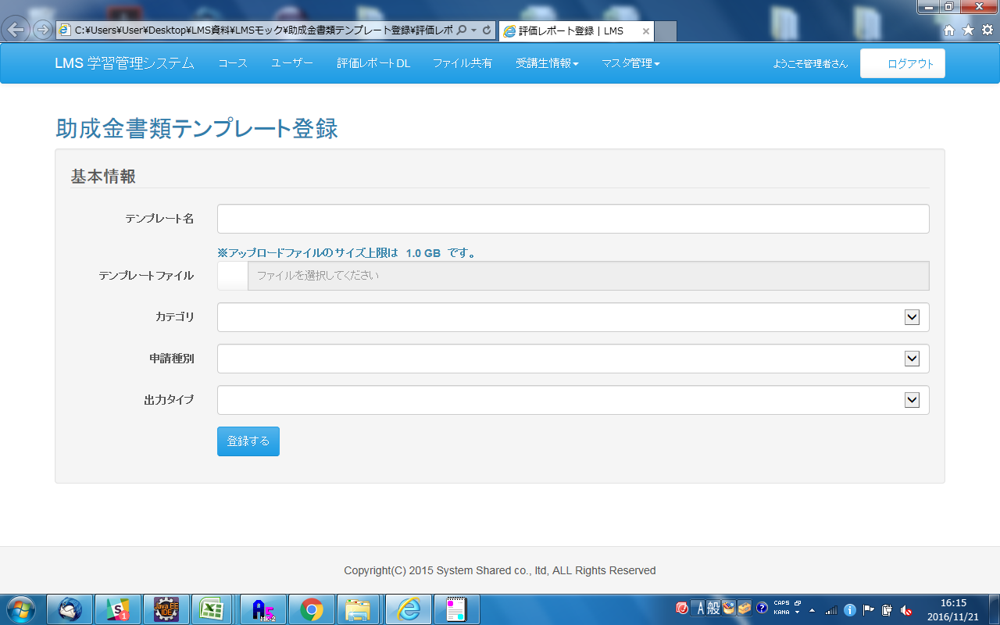 C:¥Users¥User¥Desktop¥LMS資料¥LMSモック¥助成金書類テンプレート登録¥評価レポ
評価レポート登録 | LMS
LMS 学習管理システム コース ユーザー 評価レポートDL ファイル共有 受講生情報 マスタ管理 ようこそ管理者さん ログアウト
助成金書類テンプレート登録
基本情報
テンプレート名
※アップロードファイルのサイズ上限は 1.0 GB です。
テンプレートファイル ファイルを選択してください
カテゴリ
申請種別
出力タイプ
登録する
Copyright(C) 2015 System Shared co., ltd, ALL Rights Reserved
S 1
Java EE
IDE
A5
MK-2
A 般
CAPS
KANA
16:15
2016/11/21